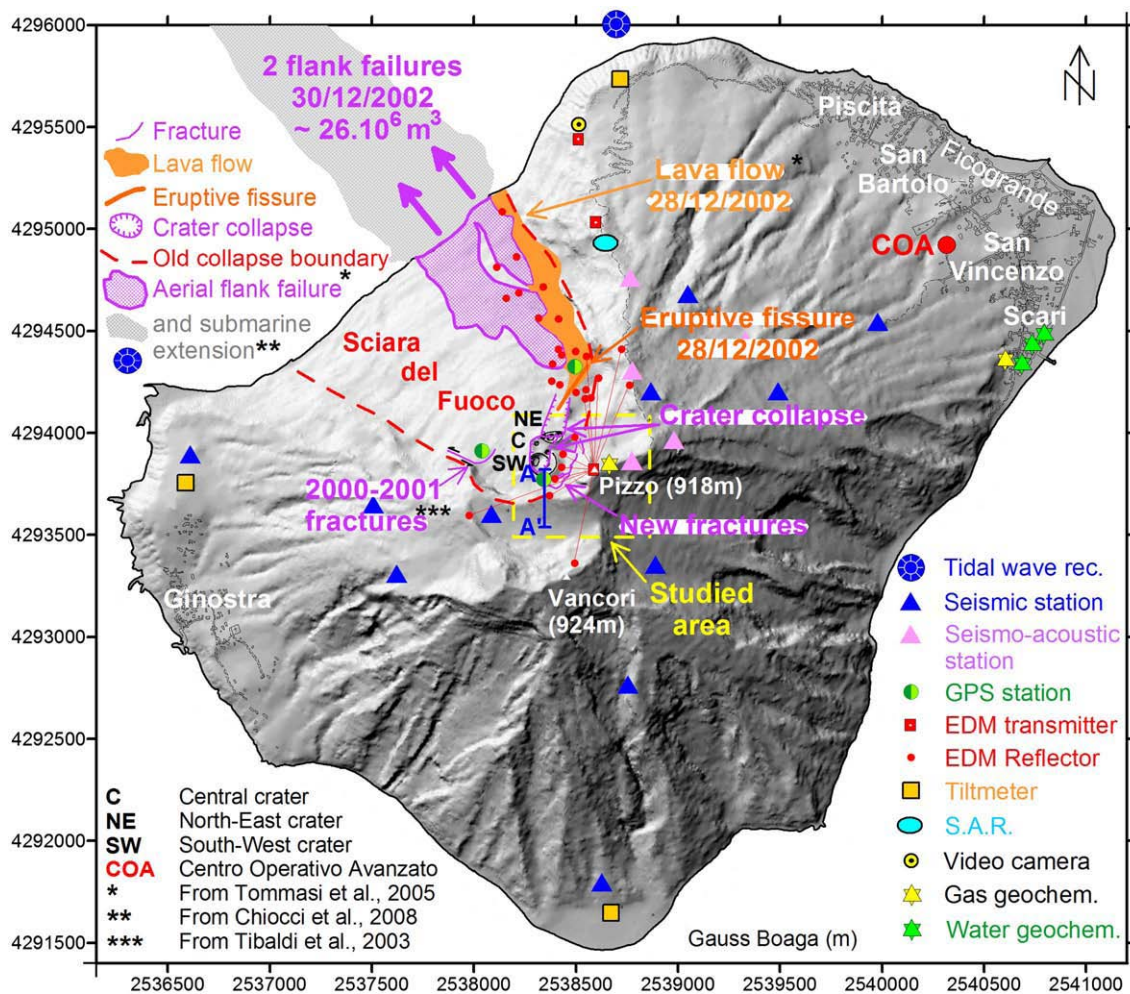 4296000
4295500
4295000
4294500
4294000
4293500
4293000
4292500
4292000
4291500
2 flank failures
30/12/2002
~ 26.10⁶ m³
Fracture
Lava flow
Eruptive fissure
Crater collapse
Old collapse boundary
Aerial flank failure*
and submarine
extension**
N
Piscità
San
Bartolo
Ficogrande
COA
San
Vincenzo
Scari
Lava flow *
28/12/2002
Eruptive fissure
28/12/2002
Sciara
del
Fuoco
NE
C
SW
Crater collapse
A
A'
Pizzo (918m)
2000-2001
fractures ***
New fractures
Ginostra
Vancori
(924m)
Studied
area
Tidal wave rec.
Seismic station
Seismo-acoustic
station
GPS station
EDM transmitter
EDM Reflector
Tiltmeter
S.A.R.
Video camera
Gas geochem.
Water geochem.
C Central crater
NE North-East crater
SW South-West crater
COA Centro Operativo Avanzato
* From Tommasi et al., 2005
** From Chiocci et al., 2008
*** From Tibaldi et al., 2003
Gauss Boaga (m)
2536500 2537000 2537500 2538000 2538500 2539000 2539500 2540000 2540500 2541000